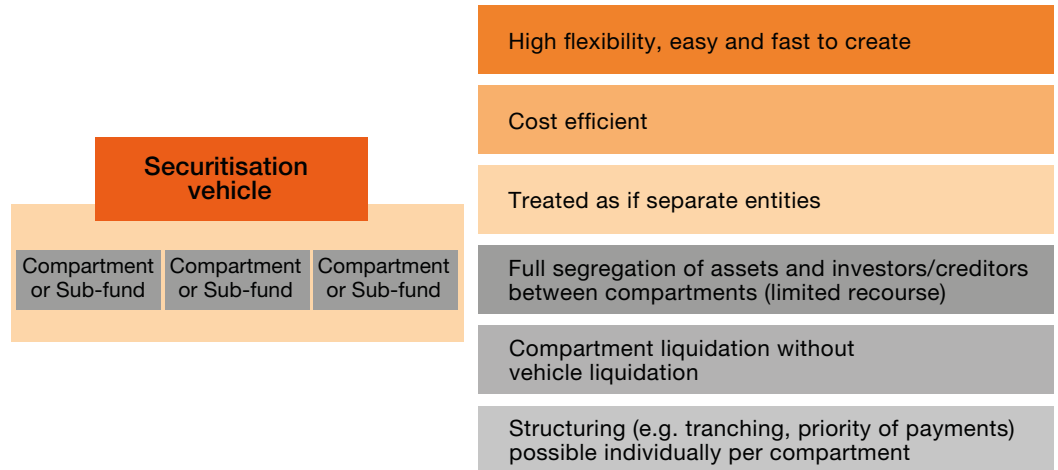 Securitisation
vehicle
Compartment
or Sub-fund
Compartment
or Sub-fund
Compartment
or Sub-fund
High flexibility, easy and fast to create
Cost efficient
Treated as if separate entities
Full segregation of assets and investors/creditors
between compartments (limited recourse)
Compartment liquidation without
vehicle liquidation
Structuring (e.g. tranching, priority of payments)
possible individually per compartment